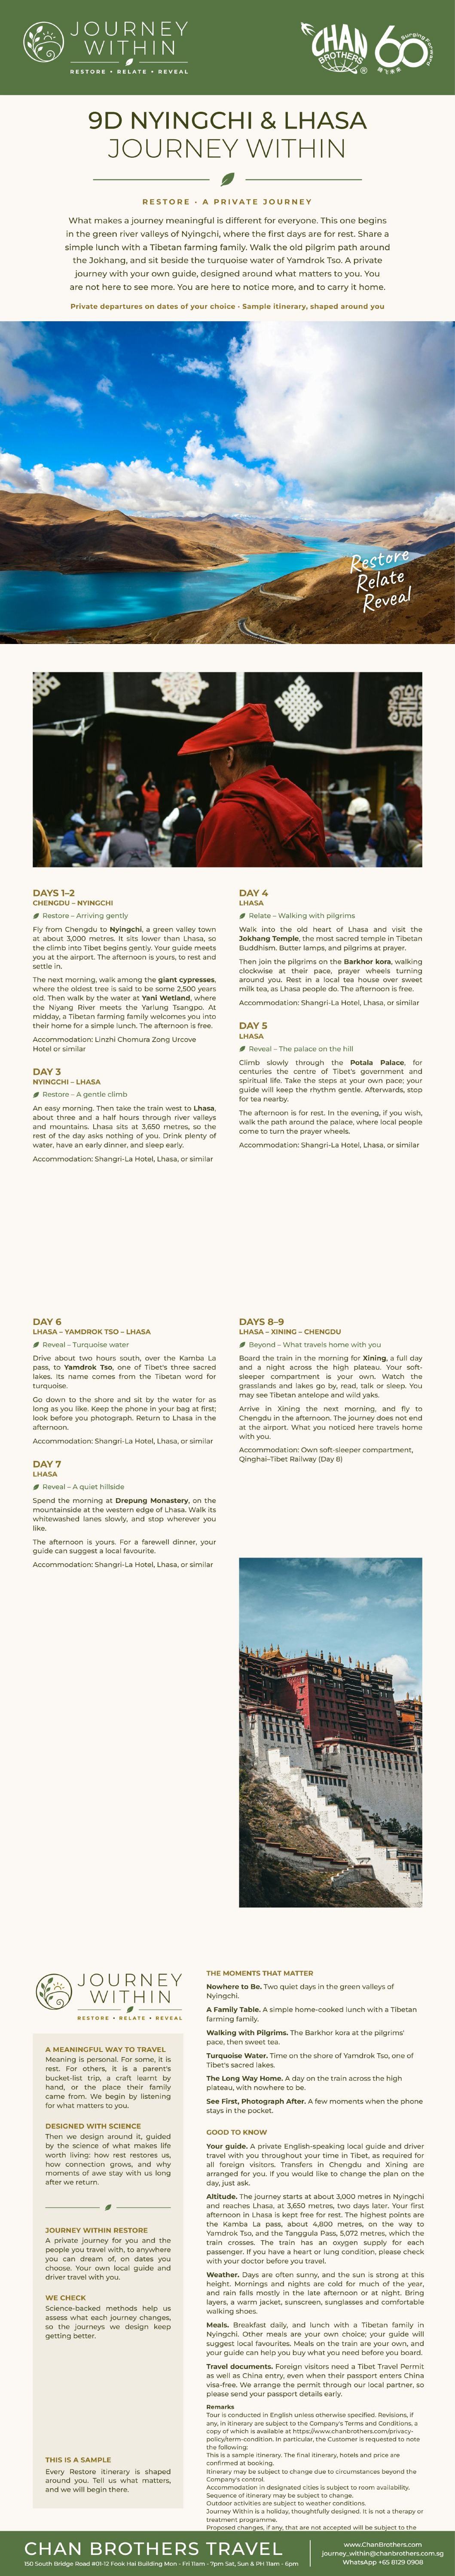 JOURNEY
WITHIN
RESTORE • RELATE • REVEAL
CHAN
BROTHERS
60
Surging Forward
9D NYINGCHI & LHASA
JOURNEY WITHIN
RESTORE · A PRIVATE JOURNEY
What makes a journey meaningful is different for everyone. This one begins
in the green river valleys of Nyingchi, where the first days are for rest. Share a
simple lunch with a Tibetan farming family. Walk the old pilgrim path around
the Jokhang, and sit beside the turquoise water of Yamdrok Tso. A private
journey with your own guide, designed around what matters to you. You
are not here to see more. You are here to notice more, and to carry it home.
Private departures on dates of your choice · Sample itinerary, shaped around you
Restore
Relate
Reveal
DAYS 1–2
CHENGDU – NYINGCHI
Restore – Arriving gently
Fly from Chengdu to Nyingchi, a green valley town
at about 3,000 metres. It sits lower than Lhasa, so
the climb into Tibet begins gently. Your guide meets
you at the airport. The afternoon is yours, to rest and
settle in.
The next morning, walk among the giant cypresses,
where the oldest tree is said to be some 2,500 years
old. Then walk by the water at Yani Wetland, where
the Niyang River meets the Yarlung Tsangpo. At
midday, a Tibetan farming family welcomes you into
their home for a simple lunch. The afternoon is free.
Accommodation: Linzhi Chomura Zong Urcove
Hotel or similar
DAY 3
NYINGCHI – LHASA
Restore – A gentle climb
An easy morning. Then take the train west to Lhasa,
about three and a half hours through river valleys
and mountains. Lhasa sits at 3,650 metres, so the
rest of the day asks nothing of you. Drink plenty of
water, have an early dinner, and sleep early.
Accommodation: Shangri-La Hotel, Lhasa, or similar
DAY 4
LHASA
Relate – Walking with pilgrims
Walk into the old heart of Lhasa and visit the
Jokhang Temple, the most sacred temple in Tibetan
Buddhism. Butter lamps, and pilgrims at prayer.
Then join the pilgrims on the Barkhor kora, walking
clockwise at their pace, prayer wheels turning
around you. Rest in a local tea house over sweet
milk tea, as Lhasa people do. The afternoon is free.
Accommodation: Shangri-La Hotel, Lhasa, or similar
DAY 5
LHASA
Reveal – The palace on the hill
Climb slowly through the Potala Palace, for
centuries the centre of Tibet's government and
spiritual life. Take the steps at your own pace; your
guide will keep the rhythm gentle. Afterwards, stop
for tea nearby.
The afternoon is for rest. In the evening, if you wish,
walk the path around the palace, where local people
come to turn the prayer wheels.
Accommodation: Shangri-La Hotel, Lhasa, or similar
DAY 6
LHASA – YAMDROK TSO – LHASA
Reveal – Turquoise water
Drive about two hours south, over the Kamba La
pass, to Yamdrok Tso, one of Tibet's three sacred
lakes. Its name comes from the Tibetan word for
turquoise.
Go down to the shore and sit by the water for as
long as you like. Keep the phone in your bag at first;
look before you photograph. Return to Lhasa in the
afternoon.
Accommodation: Shangri-La Hotel, Lhasa, or similar
DAY 7
LHASA
Reveal – A quiet hillside
Spend the morning at Drepung Monastery, on the
mountainside at the western edge of Lhasa. Walk its
whitewashed lanes slowly, and stop wherever you
like.
The afternoon is yours. For a farewell dinner, your
guide can suggest a local favourite.
Accommodation: Shangri-La Hotel, Lhasa, or similar
DAYS 8–9
LHASA – XINING – CHENGDU
Beyond – What travels home with you
Board the train in the morning for Xining, a full day
and a night across the high plateau. Your soft-
sleeper compartment is your own. Watch the
grasslands and lakes go by, read, talk or sleep. You
may see Tibetan antelope and wild yaks.
Arrive in Xining the next morning, and fly to
Chengdu in the afternoon. The journey does not end
at the airport. What you noticed here travels home
with you.
Accommodation: Own soft-sleeper compartment,
Qinghai–Tibet Railway (Day 8)
JOURNEY
WITHIN
RESTORE • RELATE • REVEAL
A MEANINGFUL WAY TO TRAVEL
Meaning is personal. For some, it is
rest. For others, it is a parent's
bucket-list trip, a craft learnt by
hand, or the place their family
came from. We begin by listening
for what matters to you.
DESIGNED WITH SCIENCE
Then we design around it, guided
by the science of what makes life
worth living: how rest restores us,
how connection grows, and why
moments of awe stay with us long
after we return.
JOURNEY WITHIN RESTORE
A private journey for you and the
people you travel with, to anywhere
you can dream of, on dates you
choose. Your own local guide and
driver travel with you.
WE CHECK
Science-backed methods help us
assess what each journey changes,
so the journeys we design keep
getting better.
THIS IS A SAMPLE
Every Restore itinerary is shaped
around you. Tell us what matters,
and we will begin there.
THE MOMENTS THAT MATTER
Nowhere to Be. Two quiet days in the green valleys of
Nyingchi.
A Family Table. A simple home-cooked lunch with a Tibetan
farming family.
Walking with Pilgrims. The Barkhor kora at the pilgrims'
pace, then sweet tea.
Turquoise Water. Time on the shore of Yamdrok Tso, one of
Tibet's sacred lakes.
The Long Way Home. A day on the train across the high
plateau, with nowhere to be.
See First, Photograph After. A few moments when the phone
stays in the pocket.
GOOD TO KNOW
Your guide. A private English-speaking local guide and driver
travel with you throughout your time in Tibet, as required for
all foreign visitors. Transfers in Chengdu and Xining are
arranged for you. If you would like to change the plan on the
day, just ask.
Altitude. The journey starts at about 3,000 metres in Nyingchi
and reaches Lhasa, at 3,650 metres, two days later. Your first
afternoon in Lhasa is kept free for rest. The highest points are
the Kamba La pass, about 4,800 metres, on the way to
Yamdrok Tso, and the Tanggula Pass, 5,072 metres, which the
train crosses. The train has an oxygen supply for each
passenger. If you have a heart or lung condition, please check
with your doctor before you travel.
Weather. Days are often sunny, and the sun is strong at this
height. Mornings and nights are cold for much of the year,
and rain falls mostly in the late afternoon or at night. Bring
layers, a warm jacket, sunscreen, sunglasses and comfortable
walking shoes.
Meals. Breakfast daily, and lunch with a Tibetan family in
Nyingchi. Other meals are your own choice; your guide will
suggest local favourites. Meals on the train are your own, and
your guide can help you buy what you need before you board.
Travel documents. Foreign visitors need a Tibet Travel Permit
as well as China entry, even when their passport enters China
visa-free. We arrange the permit through our local partner, so
please send your passport details early.
Remarks
Tour is conducted in English unless otherwise specified. Revisions, if
any, in itinerary are subject to the Company's Terms and Conditions, a
copy of which is available at https://www.chanbrothers.com/privacy-
policy/term-condition. In particular, the Customer is requested to note
the following:
This is a sample itinerary. The final itinerary, hotels and price are
confirmed at booking.
Itinerary may be subject to change due to circumstances beyond the
Company's control.
Accommodation in designated cities is subject to room availability.
Sequence of itinerary may be subject to change.
Outdoor activities are subject to weather conditions.
Journey Within is a holiday, thoughtfully designed. It is not a therapy or
treatment programme.
Proposed changes, if any, that are not accepted will be subject to the
CHAN BROTHERS TRAVEL
150 South Bridge Road #01-12 Fook Hai Building Mon - Fri 11am - 7pm Sat, Sun & PH 11am - 6pm
www.ChanBrothers.com
journey_within@chanbrothers.com.sg
WhatsApp +65 8129 0908